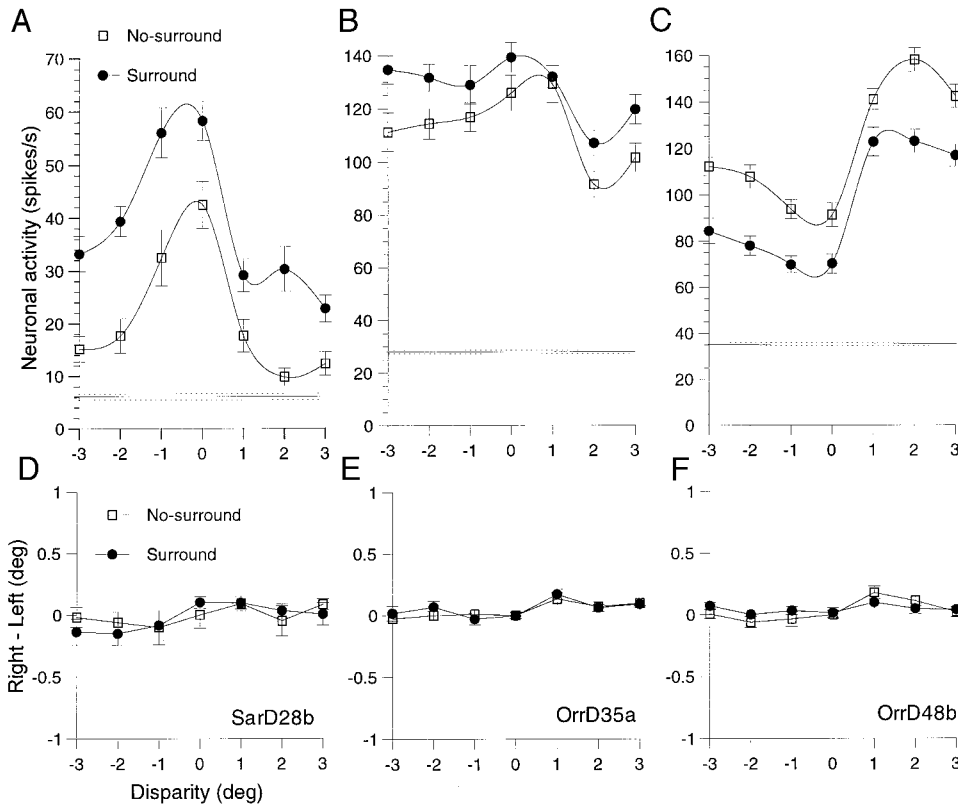 A
B
C
No-surround
Surround
Neuronal activity (spikes/s)
70
60
50
40
30
20
10
0
-3 -2 -1 0 1 2 3
140
120
100
80
60
40
20
0
-3 -2 -1 0 1 2 3
160
140
120
100
80
60
40
20
0
-3 -2 -1 0 1 2 3
D
E
F
No-surround
Surround
Right - Left (deg)
1
0.5
0
-0.5
-1
SarD28b
-3 -2 -1 0 1 2 3
Disparity (deg)
1
0.5
0
-0.5
-1
OrrD35a
-3 -2 -1 0 1 2 3
1
0.5
0
-0.5
-1
OrrD48b
-3 -2 -1 0 1 2 3